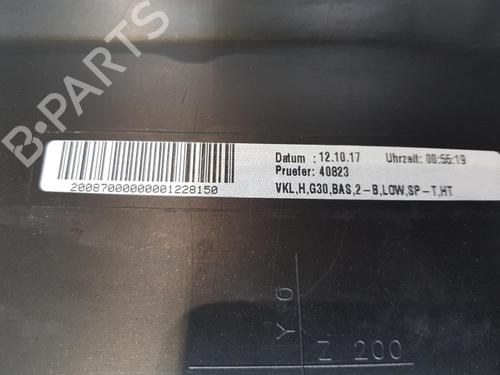 B-PARTS
Datum : 12.10.17 Uhrzeit: 00:56:19
Pruefer: 40823
VKL,H,G30,BAS,2-B,LOW,SP-T,HT
20087000000001228150
Y 0
Z 200